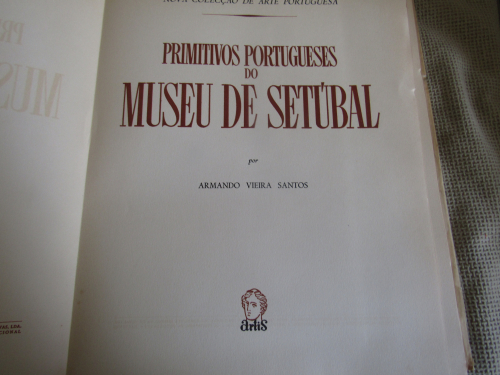 NOVA COLECÇÃO DE ARTE PORTUGUESA
PRIMITIVOS PORTUGUESES
DO
MUSEU DE SETÚBAL
por
ARMANDO VIEIRA SANTOS
artis